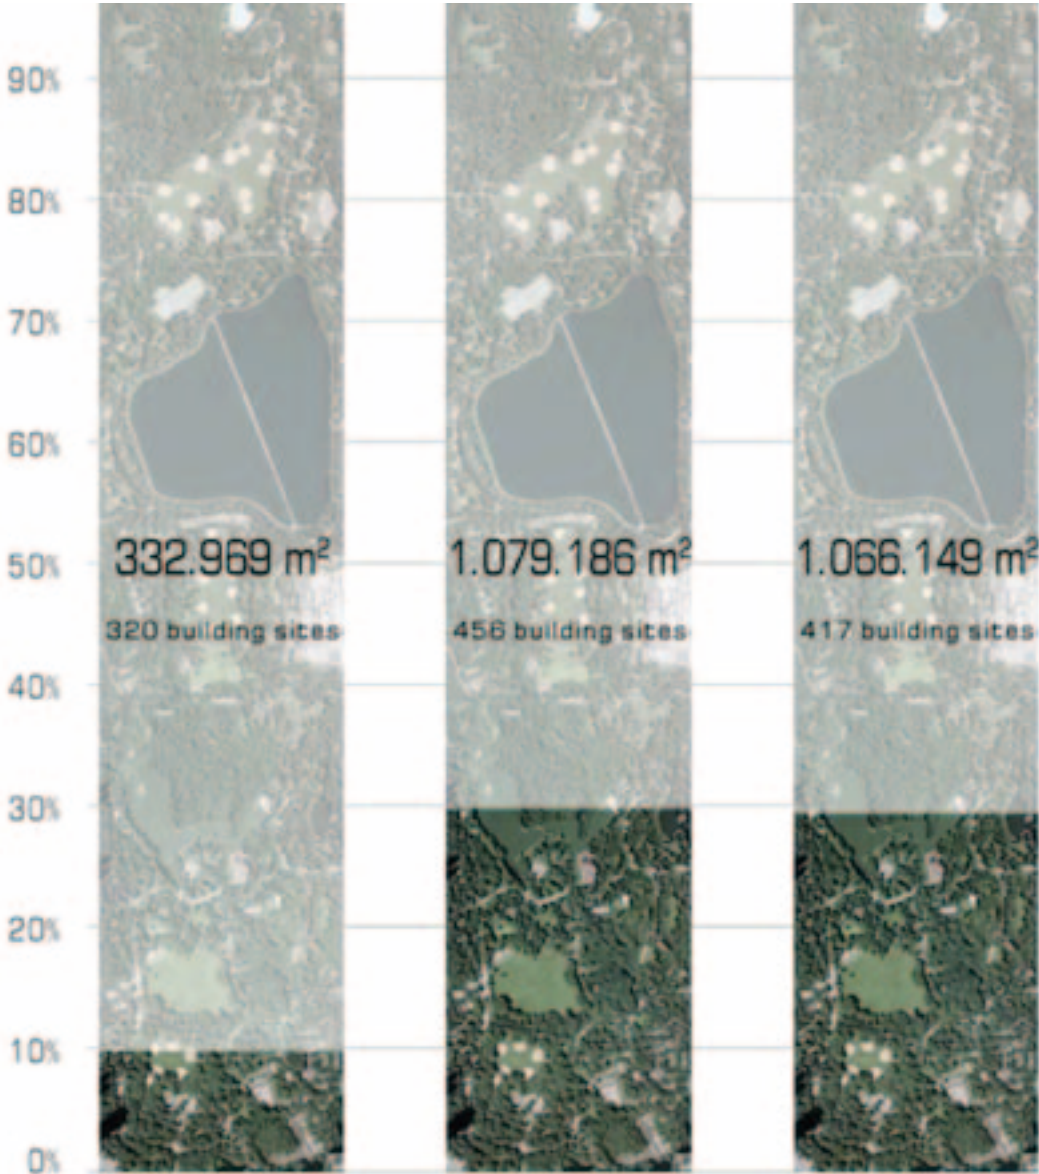 90%
80%
70%
60%
50%
40%
30%
20%
10%
0%
332.969 m²
320 building sites
1.079.186 m²
456 building sites
1.066.149 m²
417 building sites